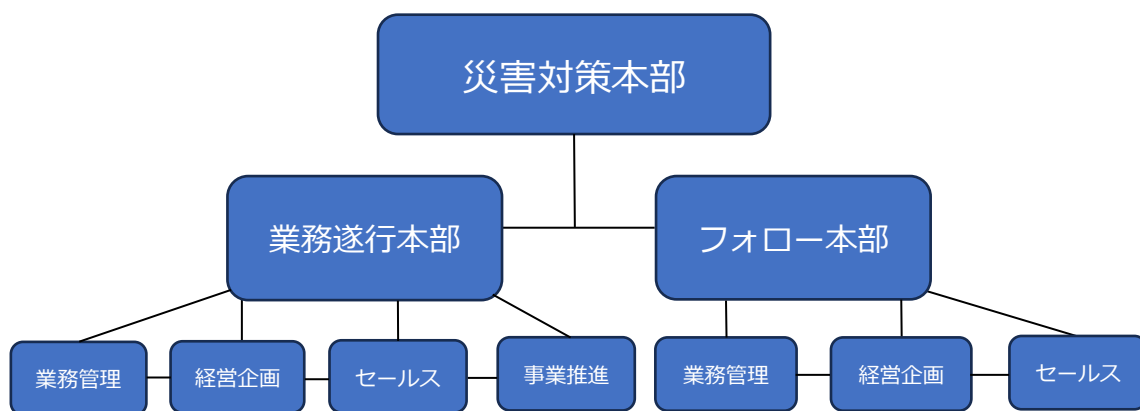 災害対策本部
業務遂行本部
フォロー本部
業務管理
経営企画
セールス
事業推進
業務管理
経営企画
セールス